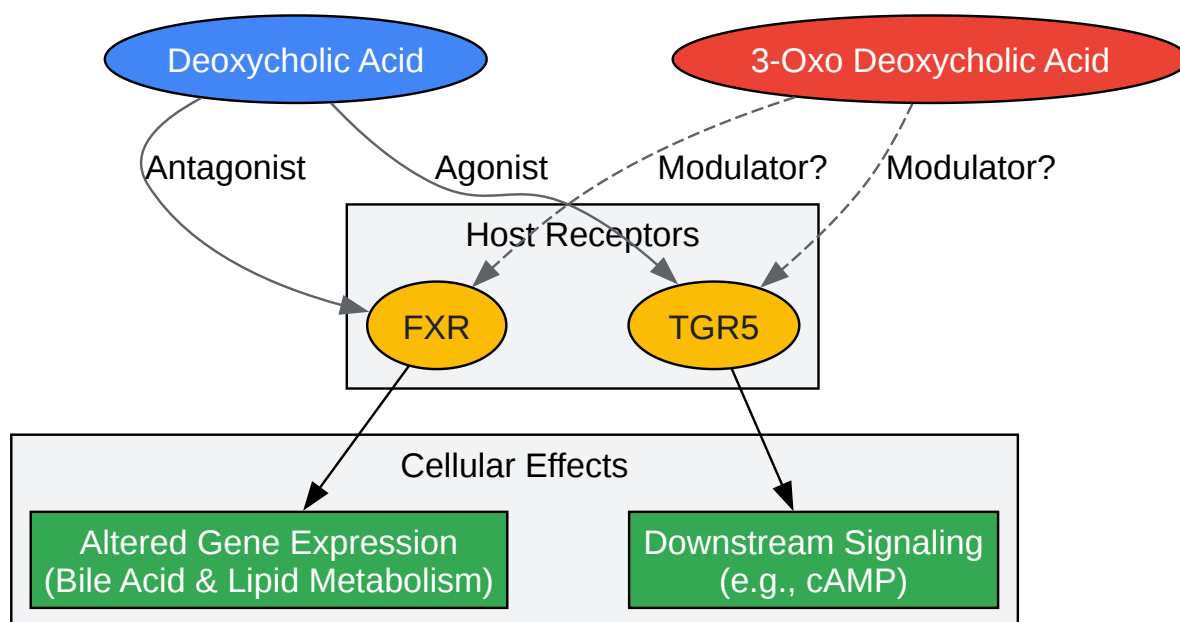 Deoxycholic Acid
3-Oxo Deoxycholic Acid
Antagonist
Agonist
Modulator?
Modulator?
Host Receptors
FXR
TGR5
Cellular Effects
Altered Gene Expression
(Bile Acid & Lipid Metabolism)
Downstream Signaling
(e.g., cAMP)